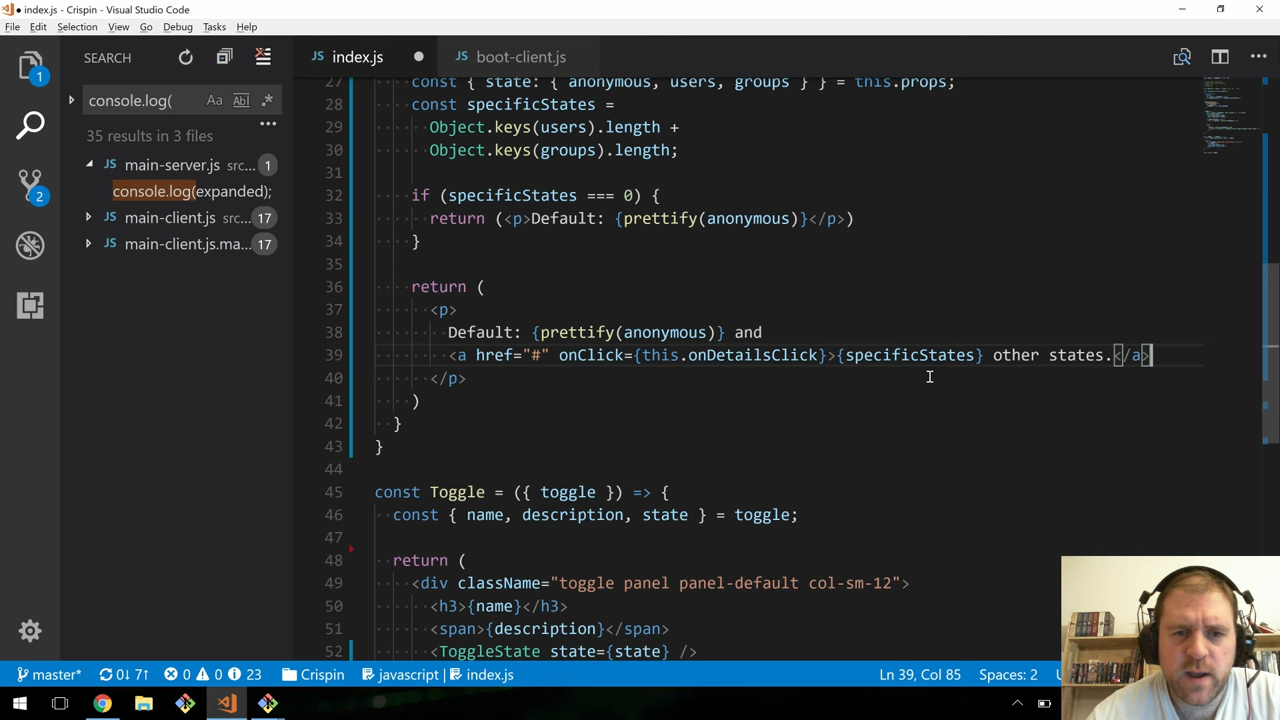 index.js - Crispin - Visual Studio Code
File Edit Selection View Go Debug Tasks Help
SEARCH
JS index.js
JS boot-client.js
console.log( Aa Abl .*
35 results in 3 files
JS main-server.js src... 1
console.log(expanded);
JS main-client.js src... 17
JS main-client.js.ma... 17
1
2
27 const { state: { anonymous, users, groups } } = this.props;
28 const specificStates =
29 Object.keys(users).length +
30 Object.keys(groups).length;
31
32 if (specificStates === 0) {
33 return (<p>Default: {prettify(anonymous)}</p>)
34 }
35
36 return (
37 <p>
38 Default: {prettify(anonymous)} and
39 <a href="#" onClick={this.onDetailsClick}>{specificStates} other states.</a>
40 </p>
41 )
42 }
43 }
44
45 const Toggle = ({ toggle }) => {
46 const { name, description, state } = toggle;
47
48 return (
49 <div className="toggle panel panel-default col-sm-12">
50 <h3>{name}</h3>
51 <span>{description}</span>
52 <ToggleState state={state} />
master* 0↓ 7↑ 0 0 23 Crispin javascript index.js Ln 39, Col 85 Spaces: 2